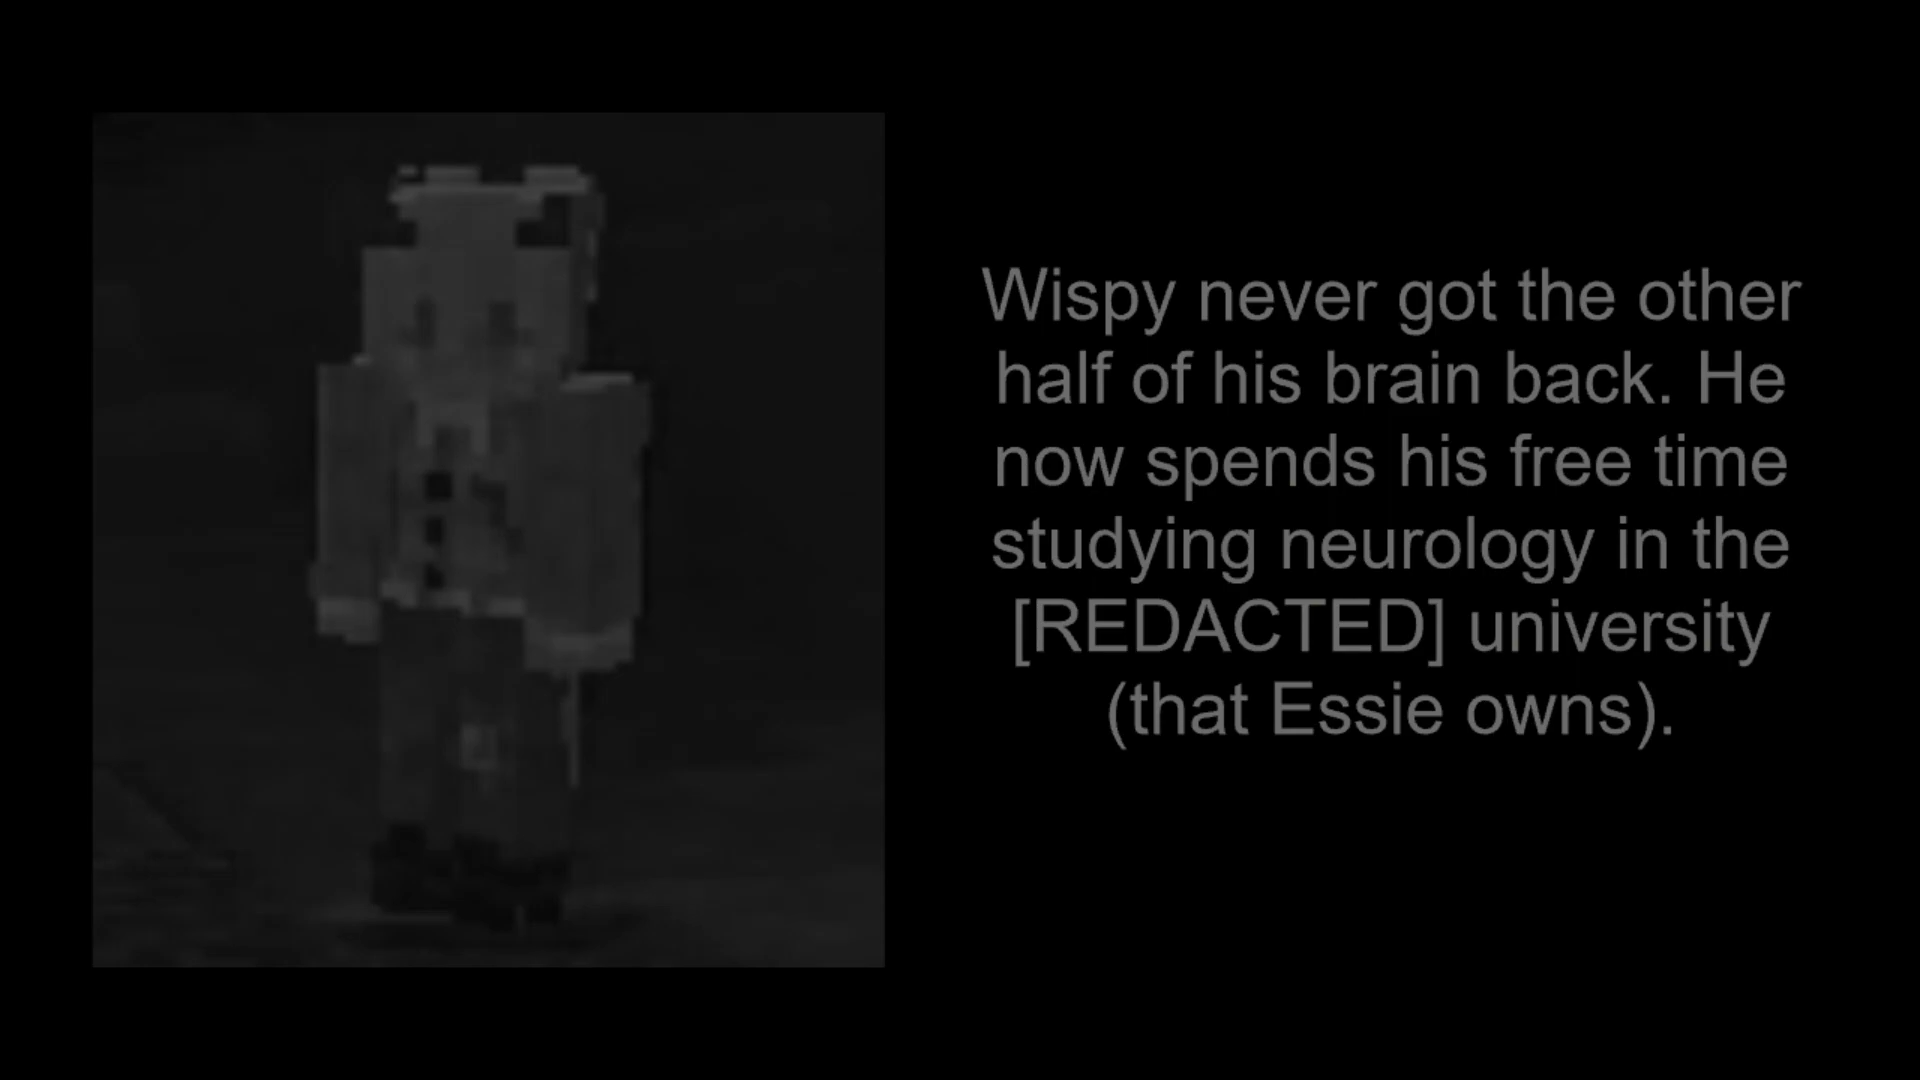 Wispy never got the other
half of his brain back. He
now spends his free time
studying neurology in the
[REDACTED] university
(that Essie owns).